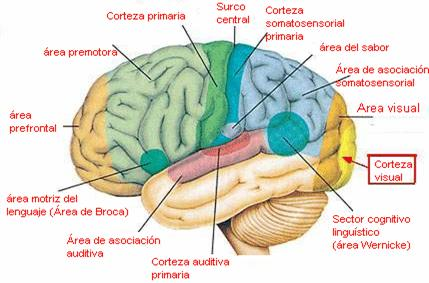 Corteza primaria
Surco
central
Corteza
somatosensorial
primaria
área premotora
área del sabor
Área de asociación
somatosensorial
Area visual
área
prefrontal
Corteza
visual
área motriz del
lenguaje (Área de Broca)
Área de asociación
auditiva
Corteza auditiva
primaria
Sector cognitivo
linguístico
(área Wernicke)